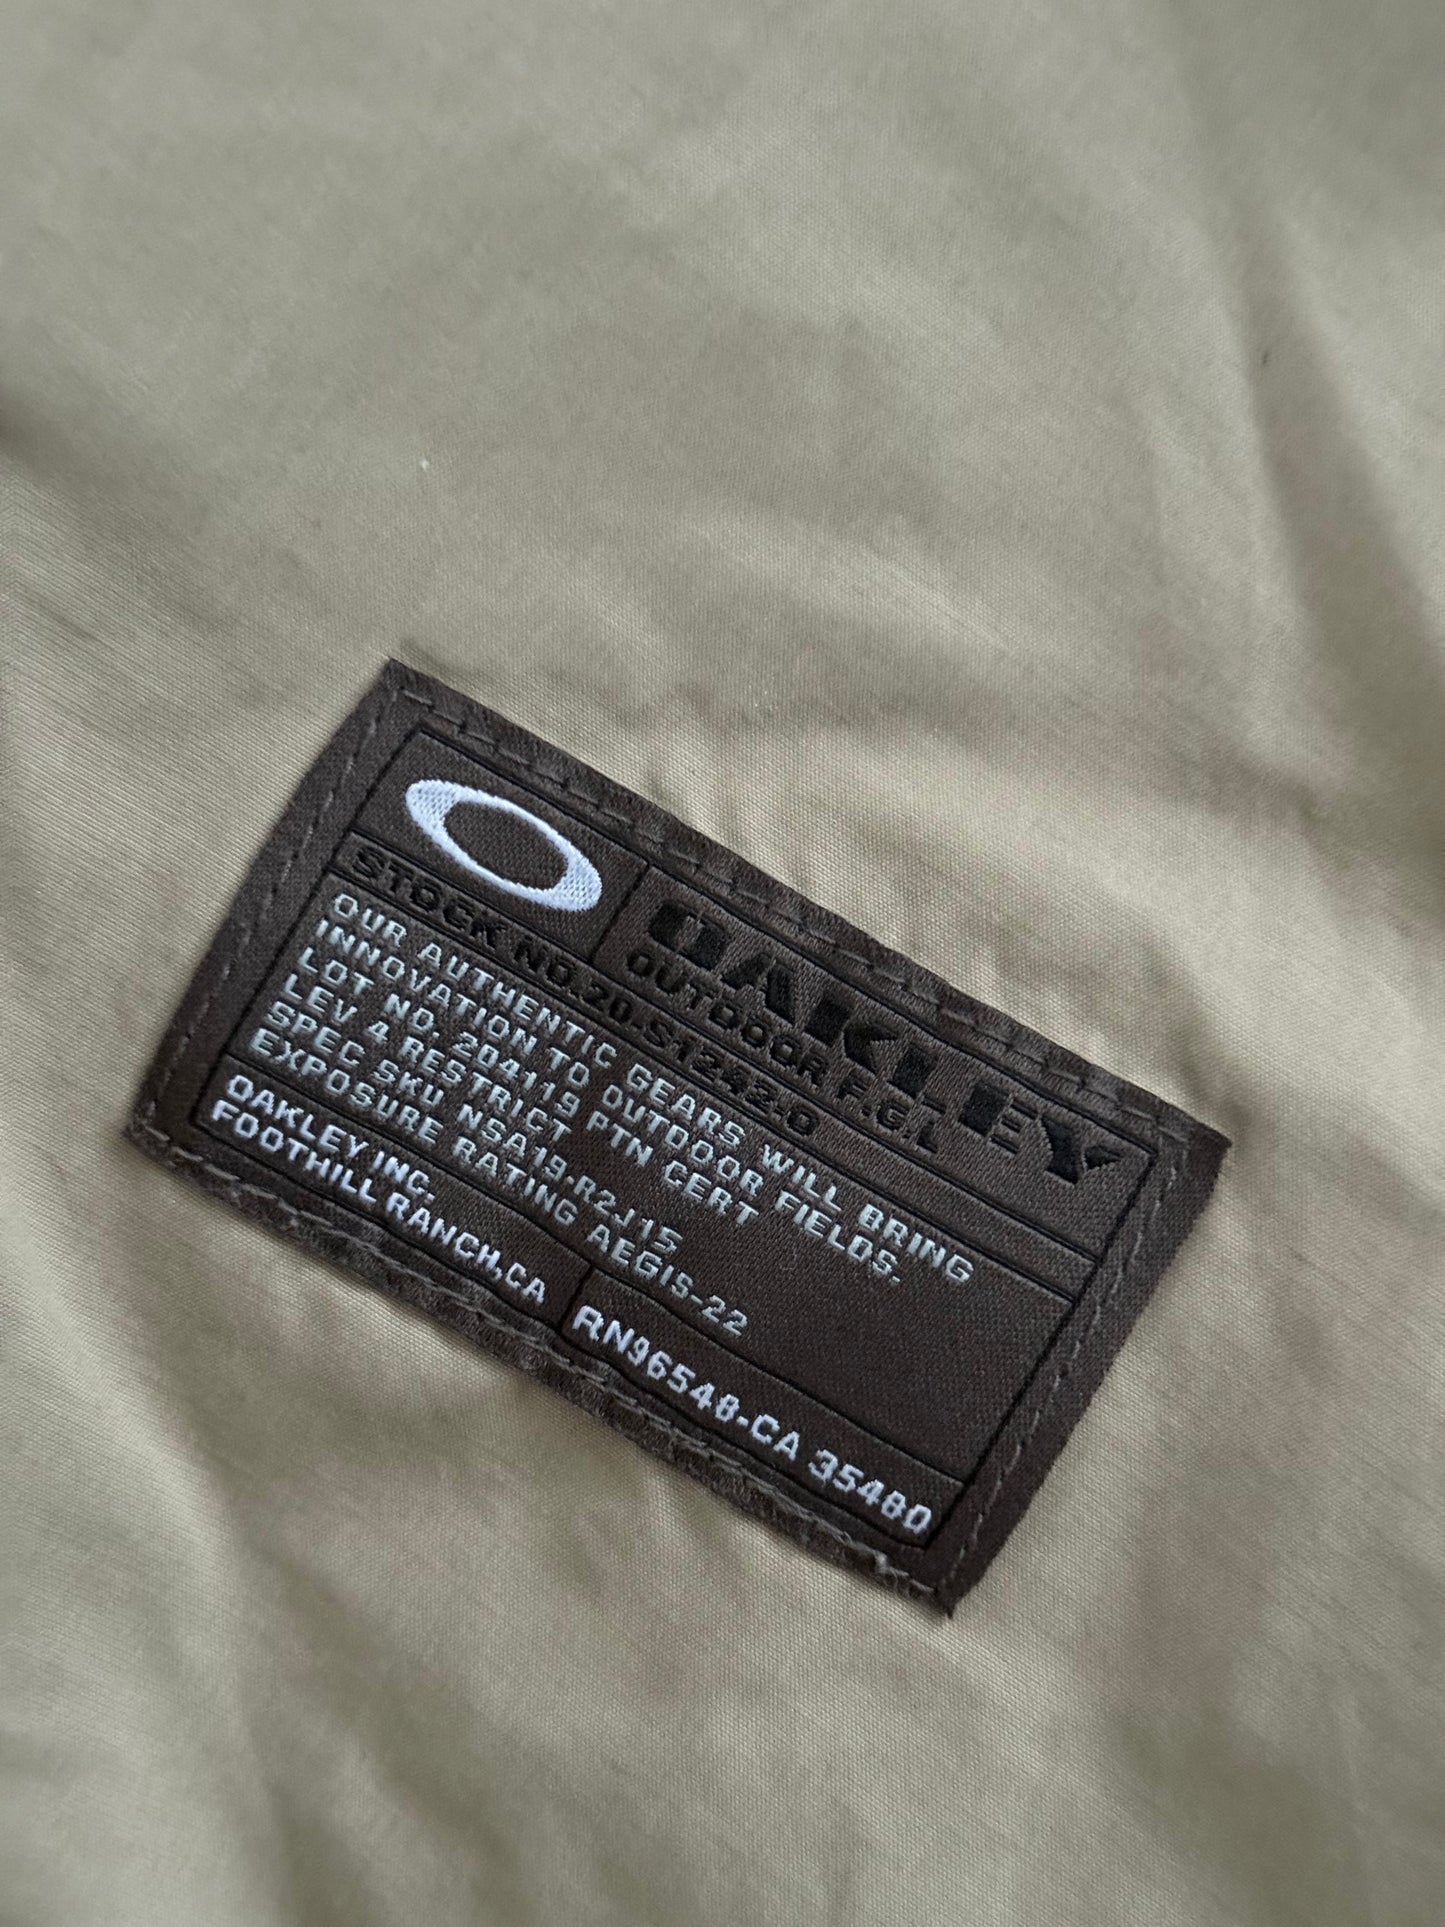 OAKLEY
OUTDOOR F.G.L
STOCK NO.20.S1242.0
OUR AUTHENTIC GEARS WILL BRING
INNOVATION TO OUTDOOR FIELDS.
LOT NO. 204119 PTN CERT
LEV 4 RESTRICT
SPEC SKU NSA19.R2J15
EXPOSURE RATING AEGIS-22
OAKLEY INC.
FOOTHILL RANCH,CA
RN96548-CA 35480